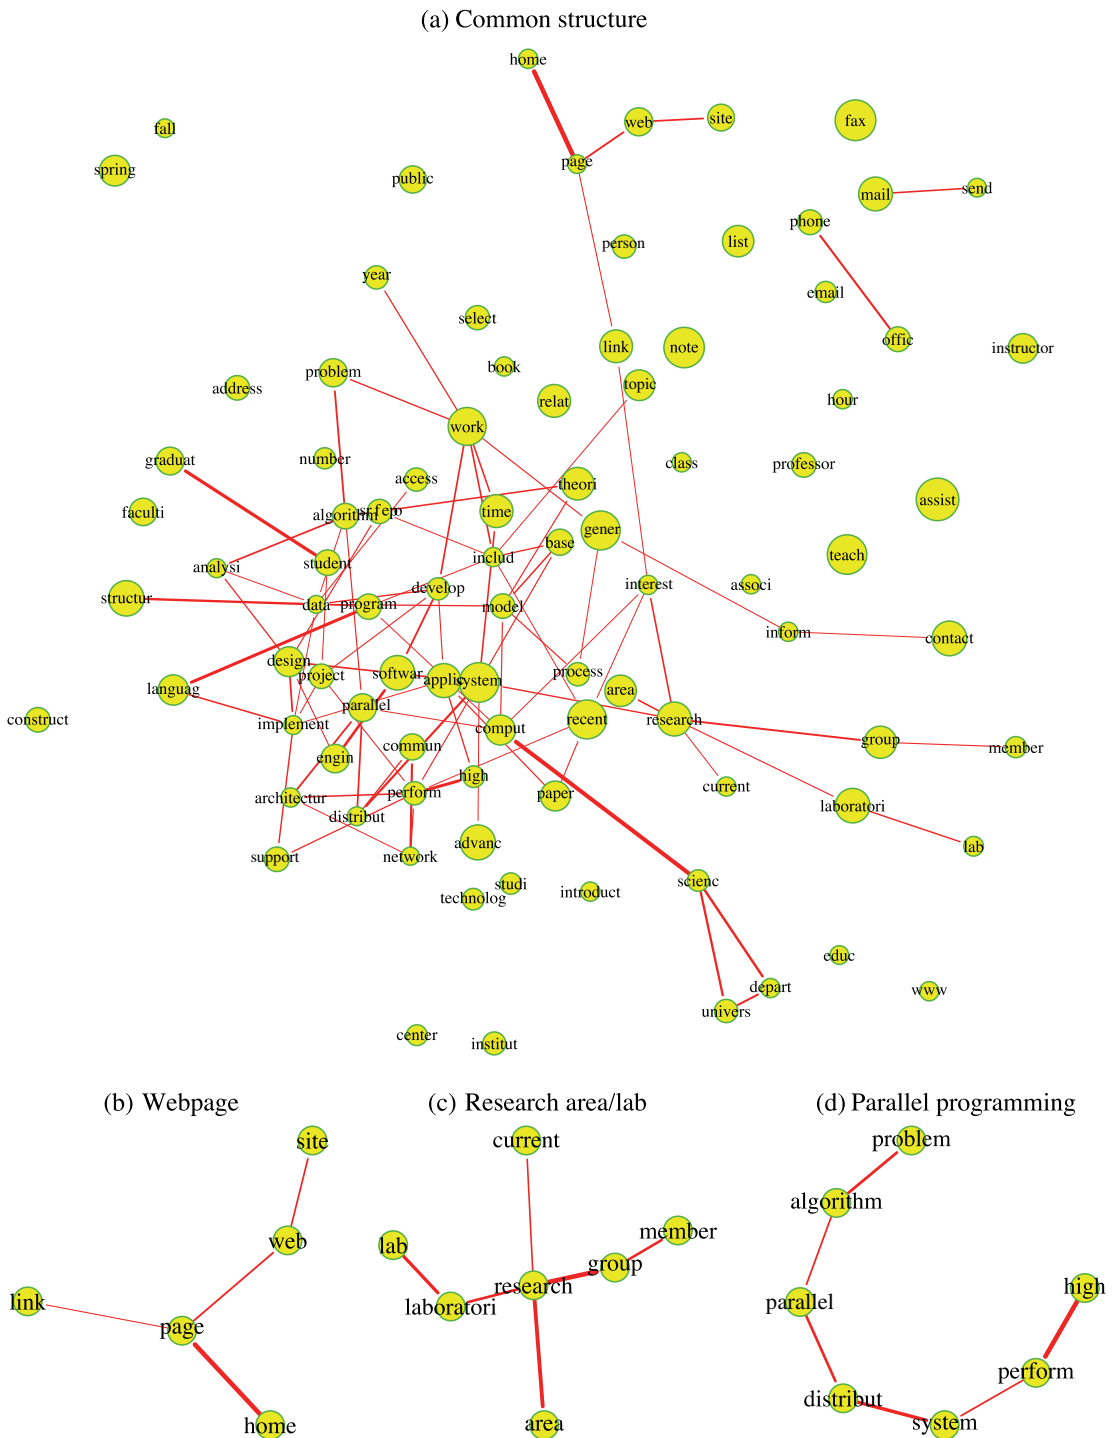 (a) Common structure
home
fall
web
site
fax
page
spring
public
mail
send
phone
person
list
year
email
select
offic
link
note
instructor
book
problem
topic
address
relat
hour
work
graduat
number
class
professor
access
theori
assist
faculti
algorithm
time
gener
base
teach
includ
student
analysi
develop
interest
associ
structur
data
program
model
inform
contact
design
project
softwar
applic
system
process
area
languag
construct
implement
parallel
comput
recent
research
group
member
engin
commun
high
current
architectur
perform
paper
distribut
laboratori
support
network
advanc
lab
scienc
studi
technolog
introduct
educ
depart
www
univers
center
institut
(b) Webpage
(c) Research area/lab
(d) Parallel programming
site
web
link
page
home
current
member
lab
group
research
laboratori
area
problem
algorithm
parallel
high
perform
distribut
system